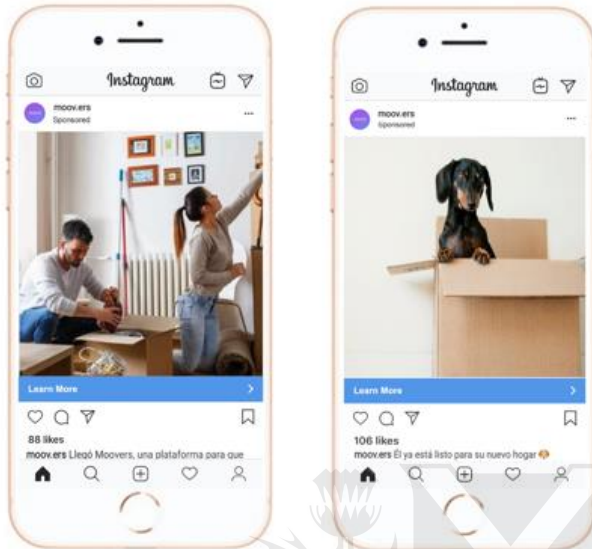 Instagram
moov.ers
Sponsored
Learn More
88 likes
moov.ers Llegó Moovers, una plataforma para que
Instagram
moov.ers
Sponsored
Learn More
106 likes
moov.ers Él ya está listo para su nuevo hogar